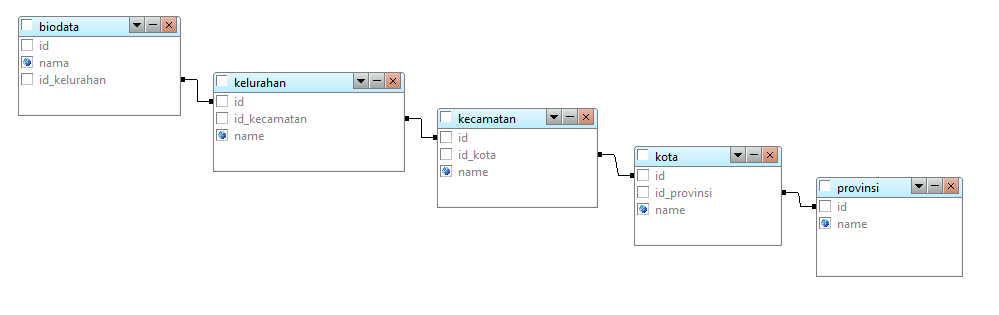 biodata
id
nama
id_kelurahan
kelurahan
id
id_kecamatan
name
kecamatan
id
id_kota
name
kota
id
id_provinsi
name
provinsi
id
name